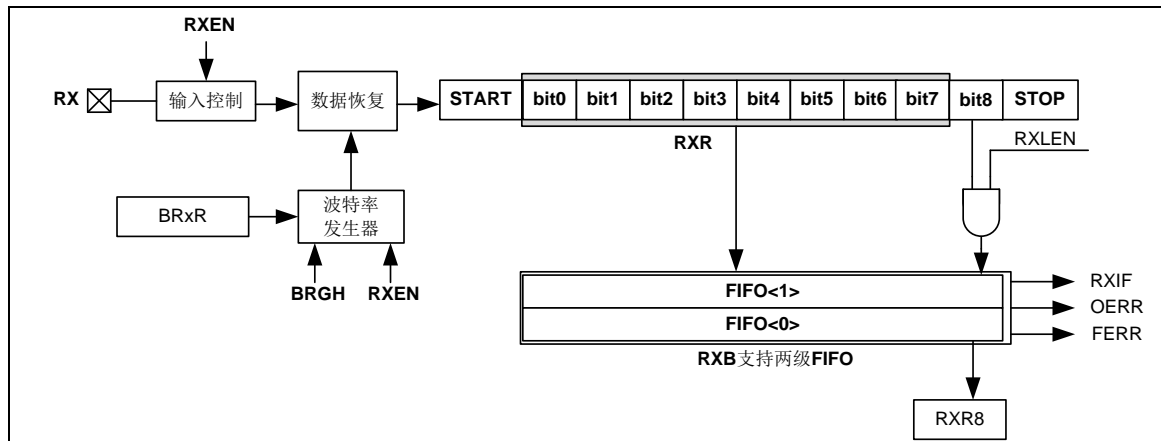 RXEN
RX
输入控制
数据恢复
START bit0 bit1 bit2 bit3 bit4 bit5 bit6 bit7 bit8 STOP
RXR
RXLEN
BRxR
波特率
发生器
BRGH RXEN
FIFO<1>
FIFO<0>
RXIF
OERR
FERR
RXB支持两级FIFO
RXR8